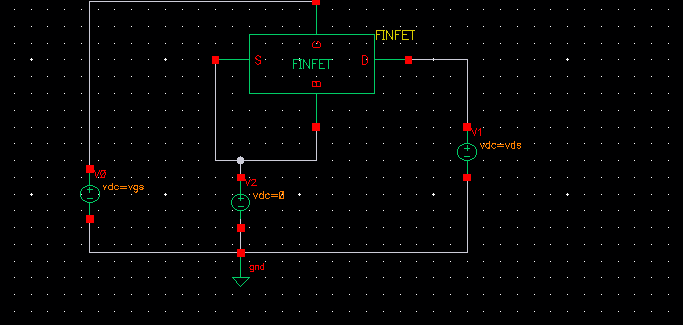 FINFET
G
S
FINFET
D
B
V1
vdc=vds
V0
vdc=vgs
V2
vdc=0
gnd